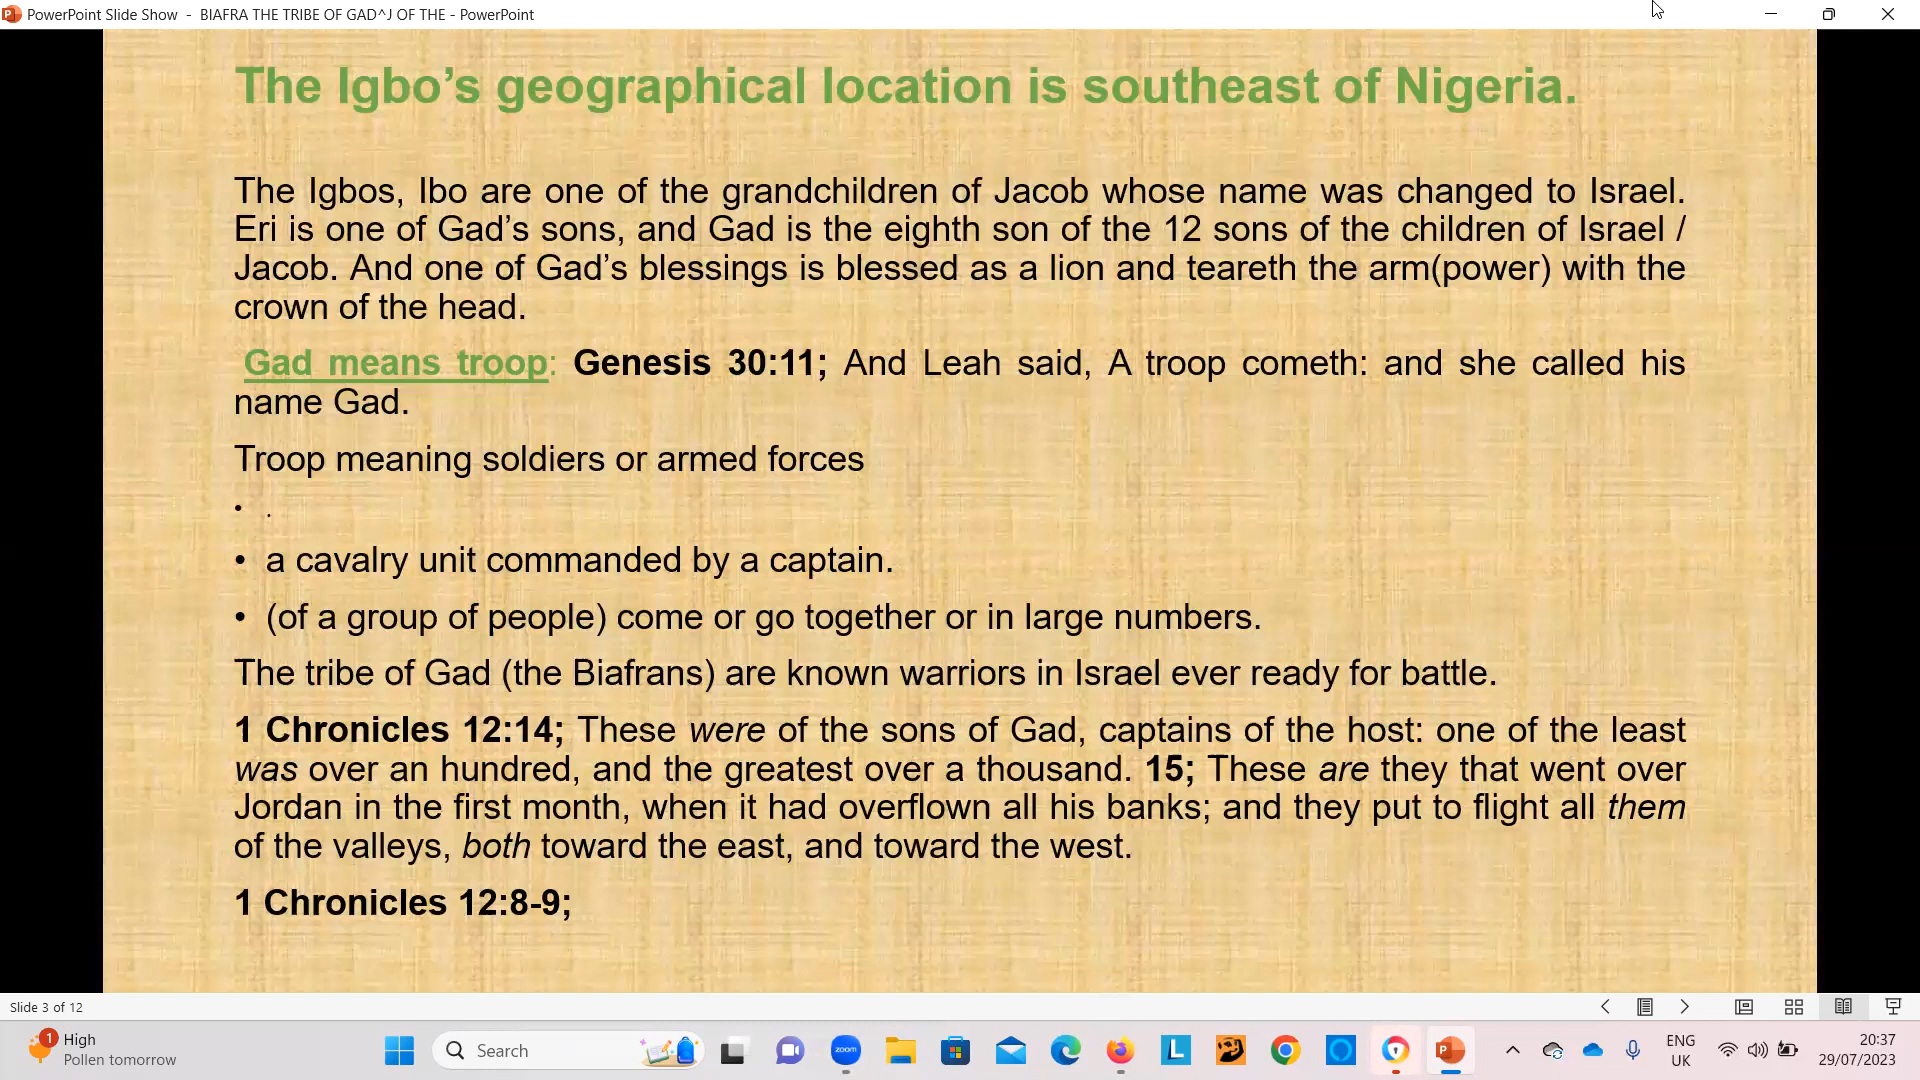 PowerPoint Slide Show - BIAFRA THE TRIBE OF GAD^J OF THE - PowerPoint
The Igbo's geographical location is southeast of Nigeria.
The Igbos, Ibo are one of the grandchildren of Jacob whose name was changed to Israel.
Eri is one of Gad's sons, and Gad is the eighth son of the 12 sons of the children of Israel /
Jacob. And one of Gad's blessings is blessed as a lion and teareth the arm(power) with the
crown of the head.
Gad means troop: Genesis 30:11; And Leah said, A troop cometh: and she called his
name Gad.
Troop meaning soldiers or armed forces
• .
• a cavalry unit commanded by a captain.
• (of a group of people) come or go together or in large numbers.
The tribe of Gad (the Biafrans) are known warriors in Israel ever ready for battle.
1 Chronicles 12:14; These were of the sons of Gad, captains of the host: one of the least
was over an hundred, and the greatest over a thousand. 15; These are they that went over
Jordan in the first month, when it had overflown all his banks; and they put to flight all them
of the valleys, both toward the east, and toward the west.
1 Chronicles 12:8-9;
Slide 3 of 12
1
High
Pollen tomorrow
Search
zoom
L
P
ENG
UK
20:37
29/07/2023